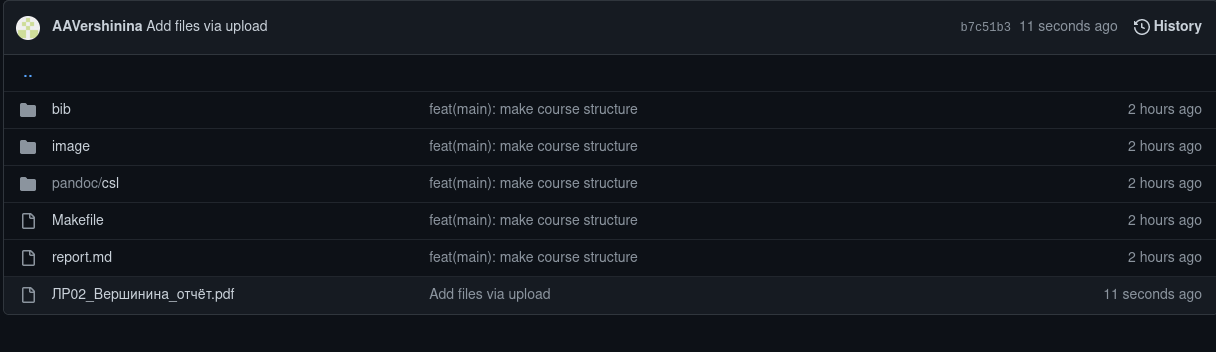 AAVershinina Add files via upload b7c51b3 11 seconds ago History
..
bib feat(main): make course structure 2 hours ago
image feat(main): make course structure 2 hours ago
pandoc/csl feat(main): make course structure 2 hours ago
Makefile feat(main): make course structure 2 hours ago
report.md feat(main): make course structure 2 hours ago
ЛР02_Вершинина_отчёт.pdf Add files via upload 11 seconds ago